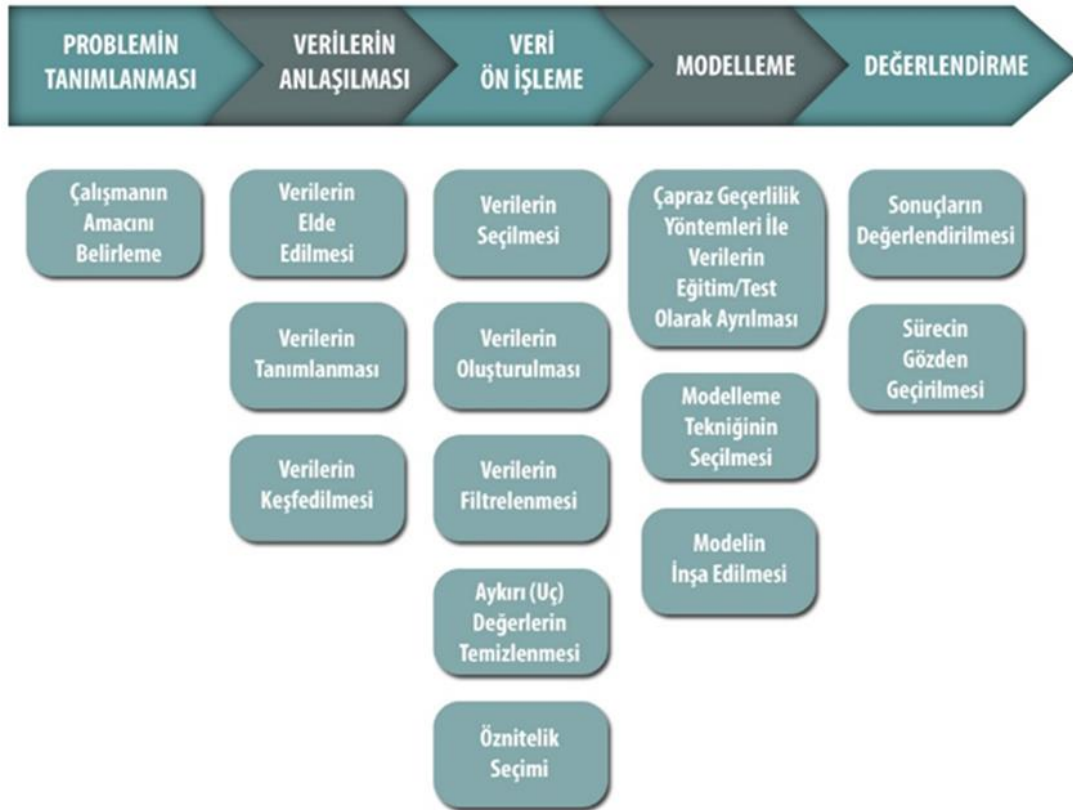 PROBLEMİN
TANIMLANMASI
VERİLERİN
ANLAŞILMASI
VERİ
ÖN İŞLEME
MODELLEME
DEĞERLENDİRME
Çalışmanın
Amacını
Belirleme
Verilerin
Elde
Edilmesi
Verilerin
Tanımlanması
Verilerin
Keşfedilmesi
Verilerin
Seçilmesi
Verilerin
Oluşturulması
Verilerin
Filtrelenmesi
Aykırı (Uç)
Değerlerin
Temizlenmesi
Öznitelik
Seçimi
Çapraz Geçerlilik
Yöntemleri İle
Verilerin
Eğitim/Test
Olarak Ayrılması
Modelleme
Tekniğinin
Seçilmesi
Modelin
İnşa Edilmesi
Sonuçların
Değerlendirilmesi
Sürecin
Gözden
Geçirilmesi